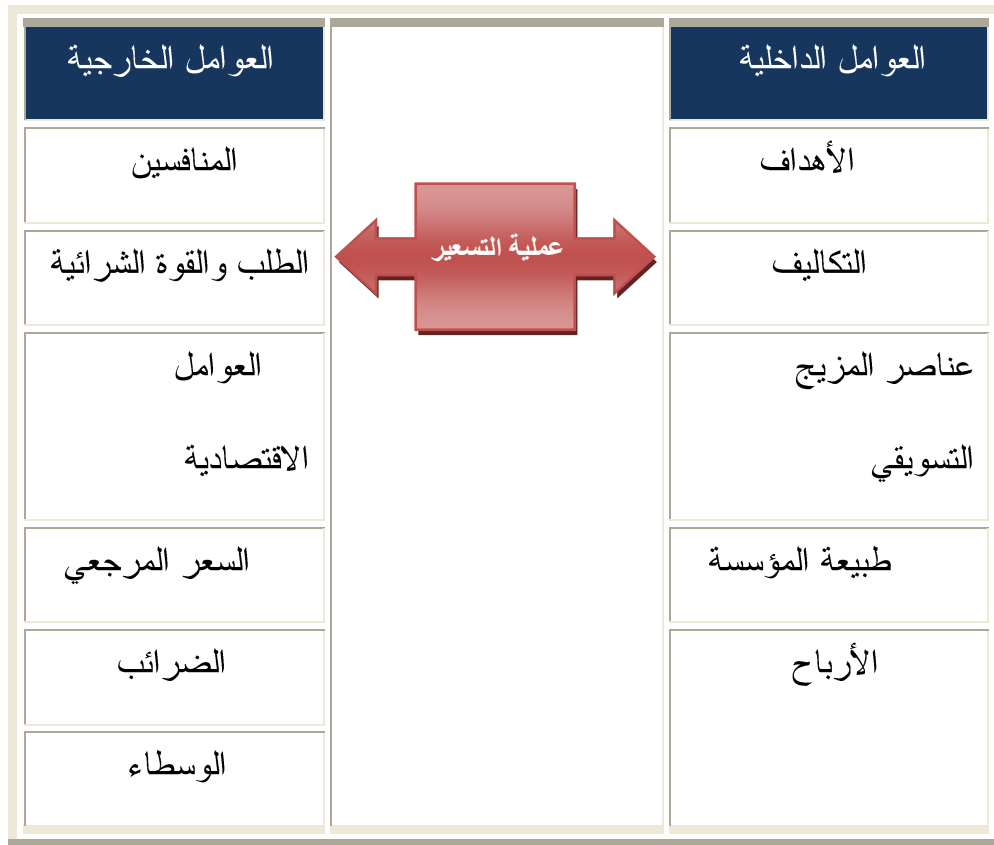 العوامل الداخلية
الأهداف
التكاليف
عناصر المزيج
التسويقي
طبيعة المؤسسة
الأرباح
عملية التسعير
العوامل الخارجية
المنافسين
الطلب والقوة الشرائية
العوامل
الاقتصادية
السعر المرجعي
الضرائب
الوسطاء